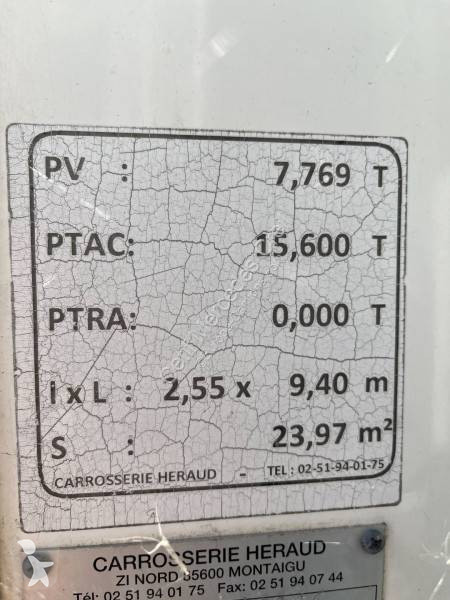 PV : 7,769 T
PTAC: 15,600 T
PTRA: 0,000 T
l x L : 2,55 x 9,40 m
S : 23,97 m²
CARROSSERIE HERAUD - TEL : 02-51-94-01-75
CARROSSERIE HERAUD
ZI NORD 85600 MONTAIGU
Tél: 02 51 94 01 75 Fax: 02 51 94 07 44